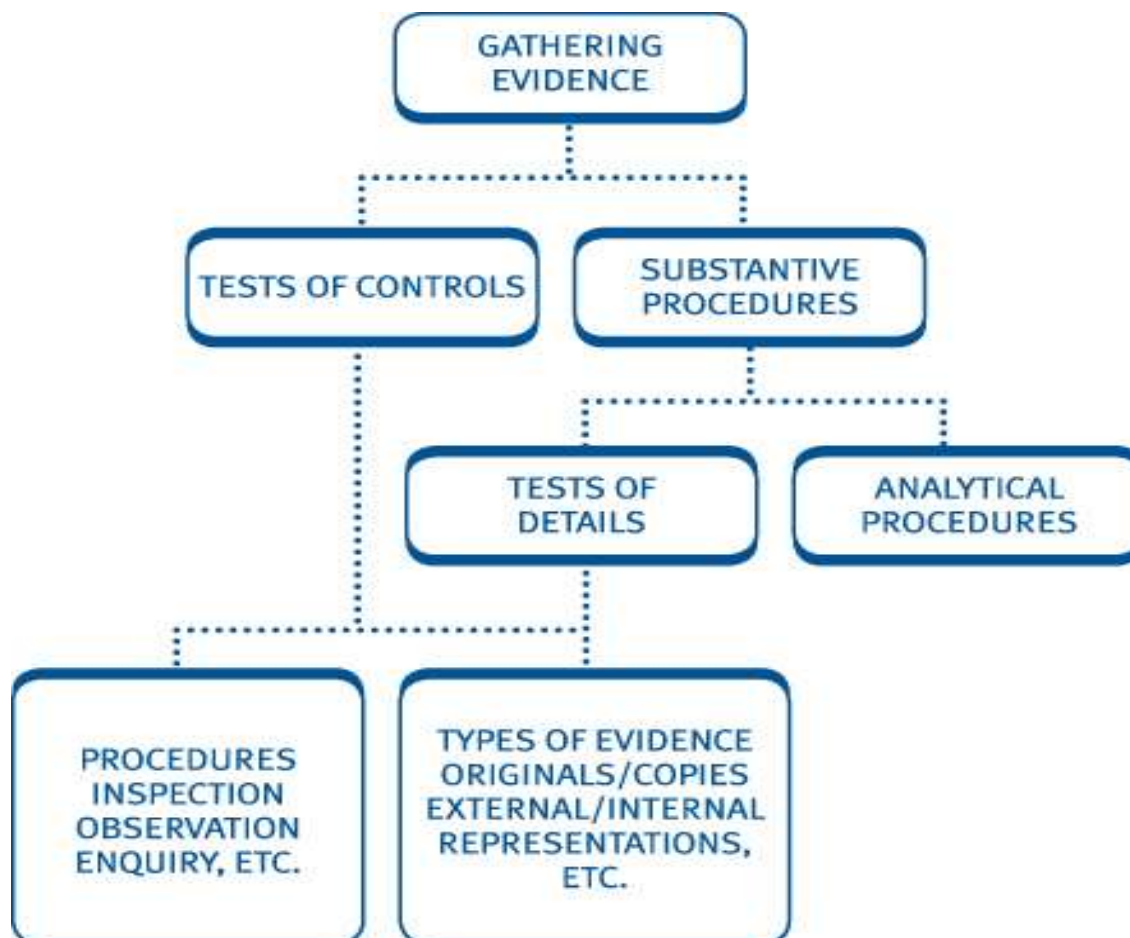 GATHERING
EVIDENCE
TESTS OF CONTROLS
SUBSTANTIVE
PROCEDURES
TESTS OF
DETAILS
ANALYTICAL
PROCEDURES
PROCEDURES
INSPECTION
OBSERVATION
ENQUIRY, ETC.
TYPES OF EVIDENCE
ORIGINALS/COPIES
EXTERNAL/INTERNAL
REPRESENTATIONS,
ETC.